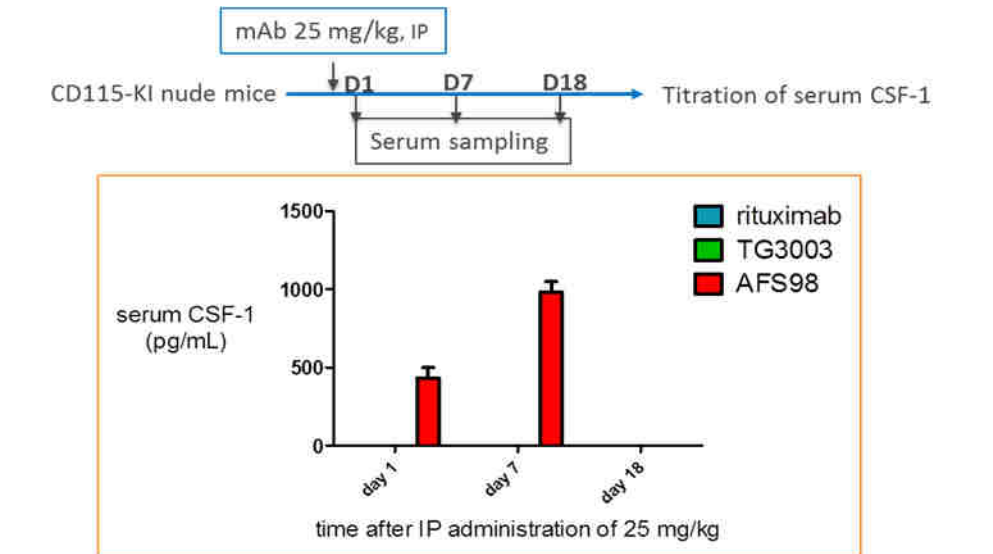 mAb 25 mg/kg, IP
CD115-KI nude mice
D1
D7
D18
Titration of serum CSF-1
Serum sampling
1500
1000
500
0
serum CSF-1
(pg/mL)
rituximab
TG3003
AFS98
day 1
day 7
day 18
time after IP administration of 25 mg/kg